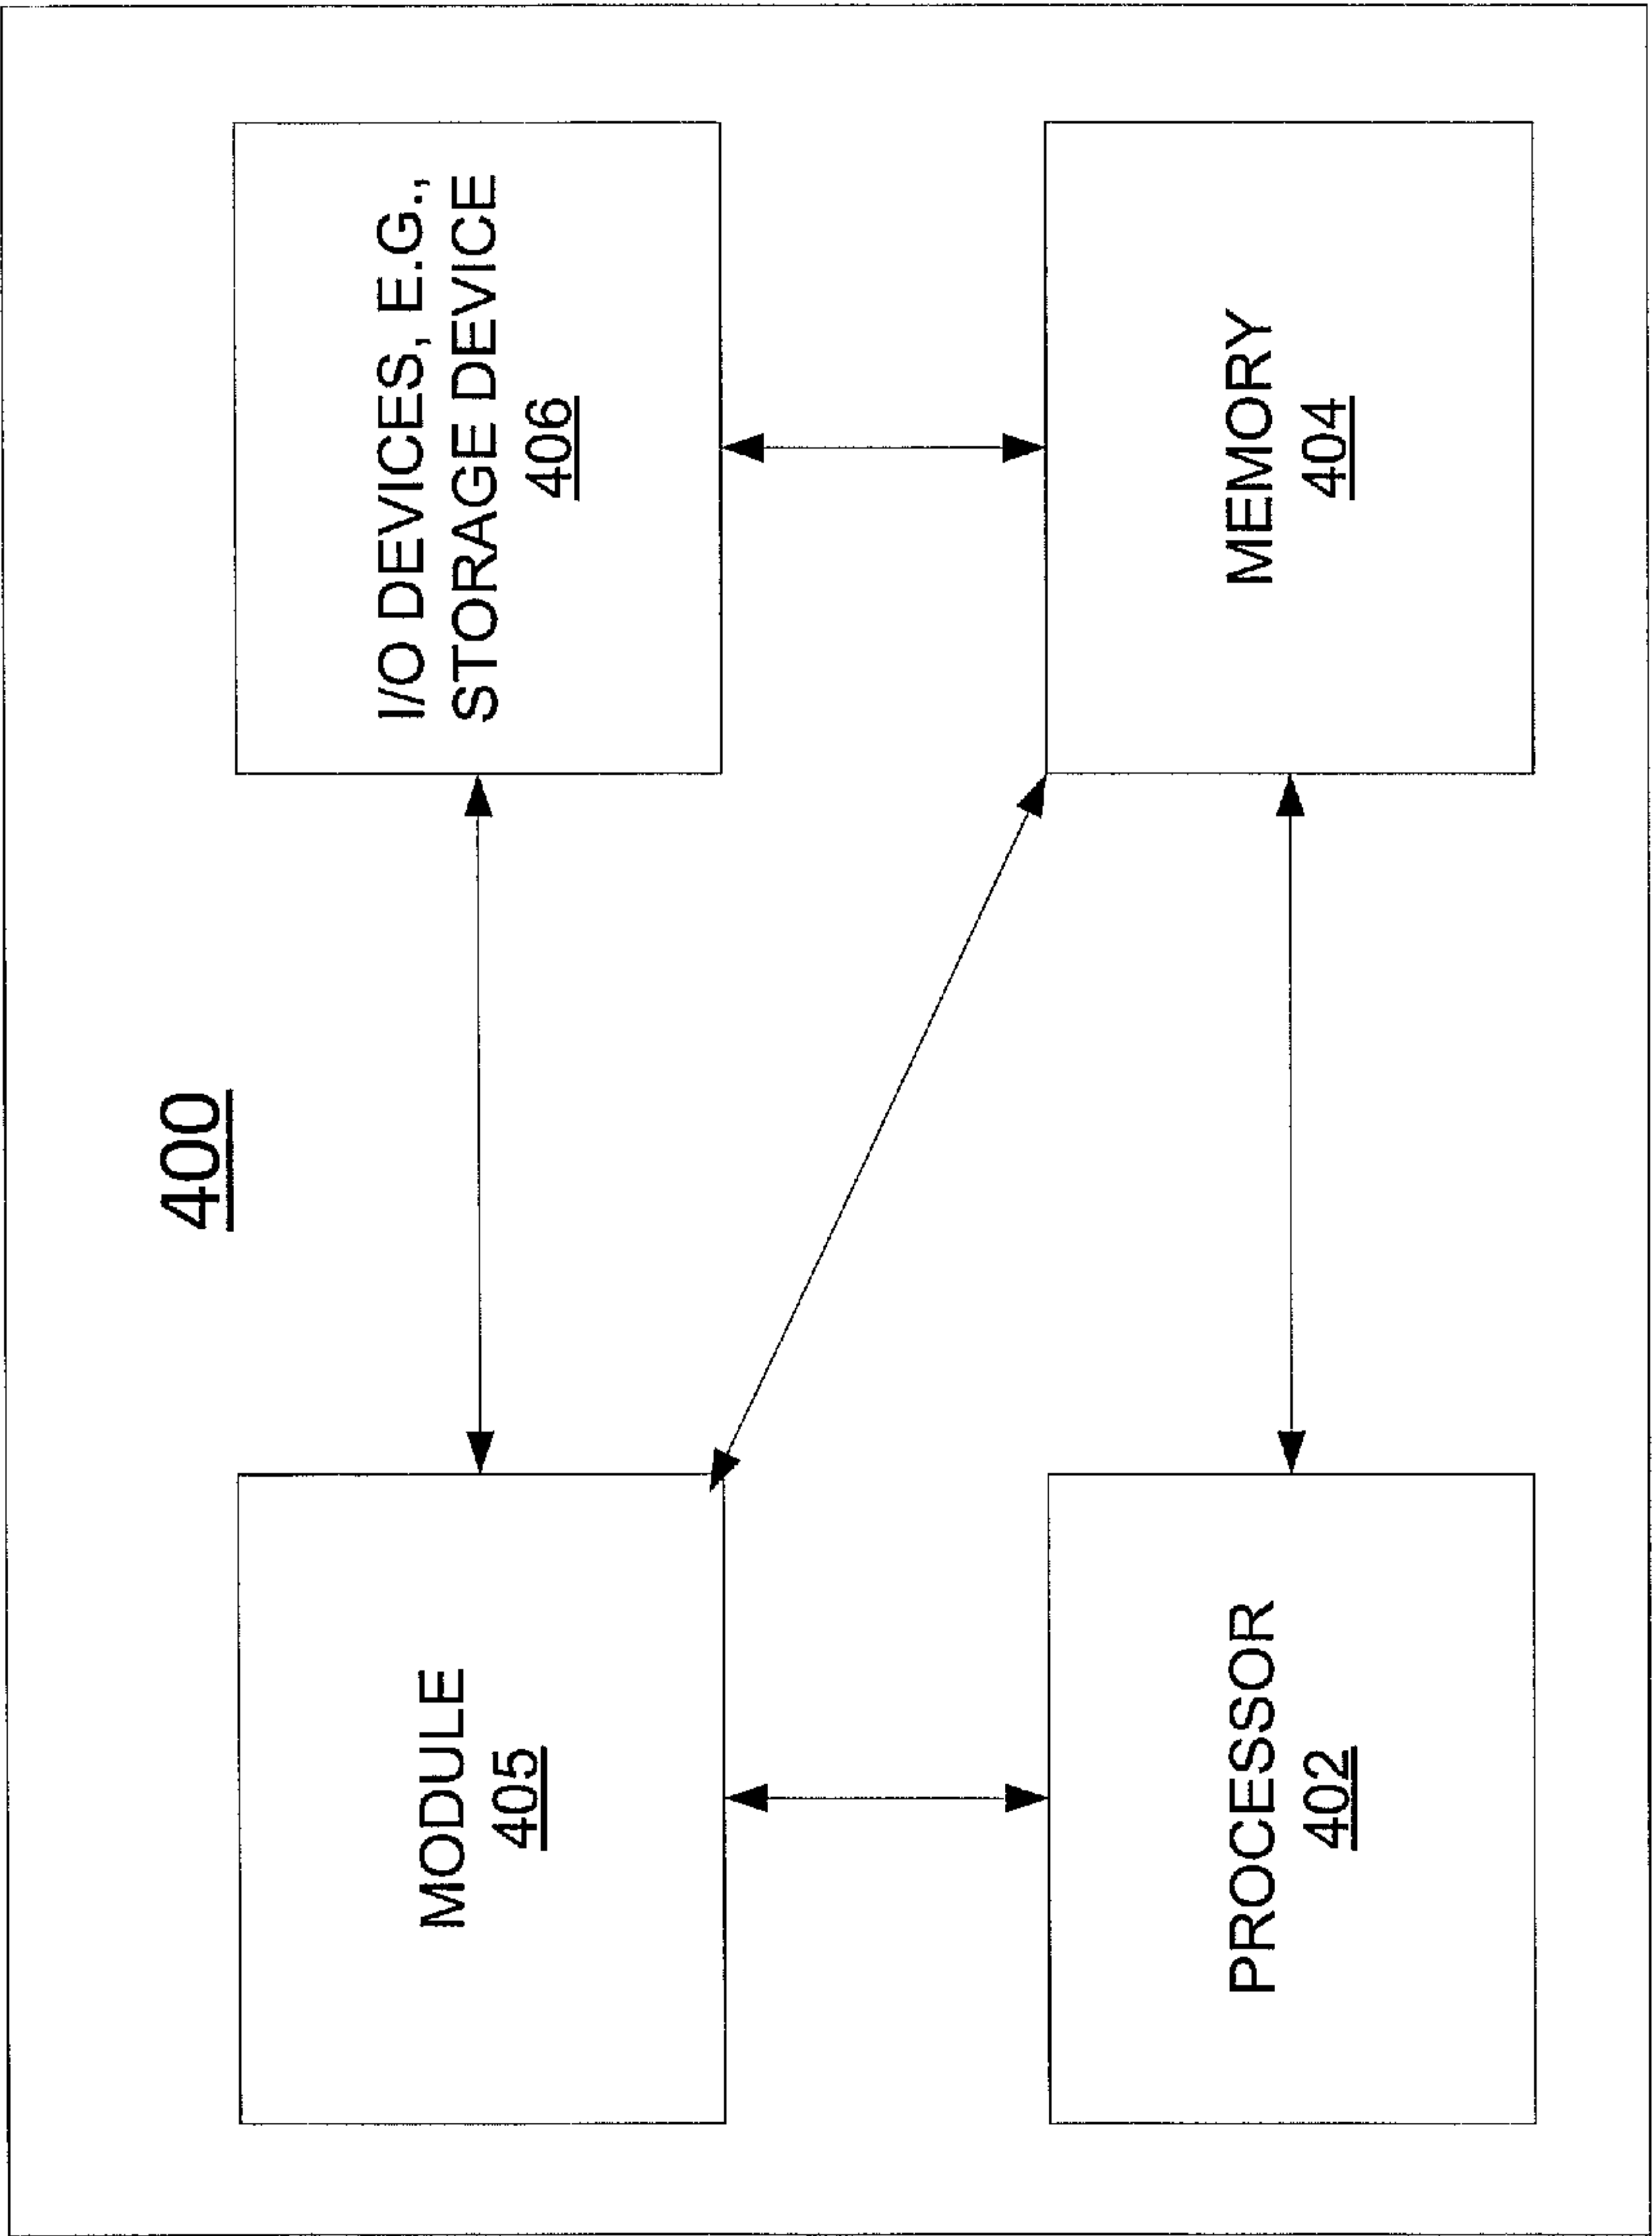 400
MODULE
405
I/O DEVICES, E.G.,
STORAGE DEVICE
406
PROCESSOR
402
MEMORY
404